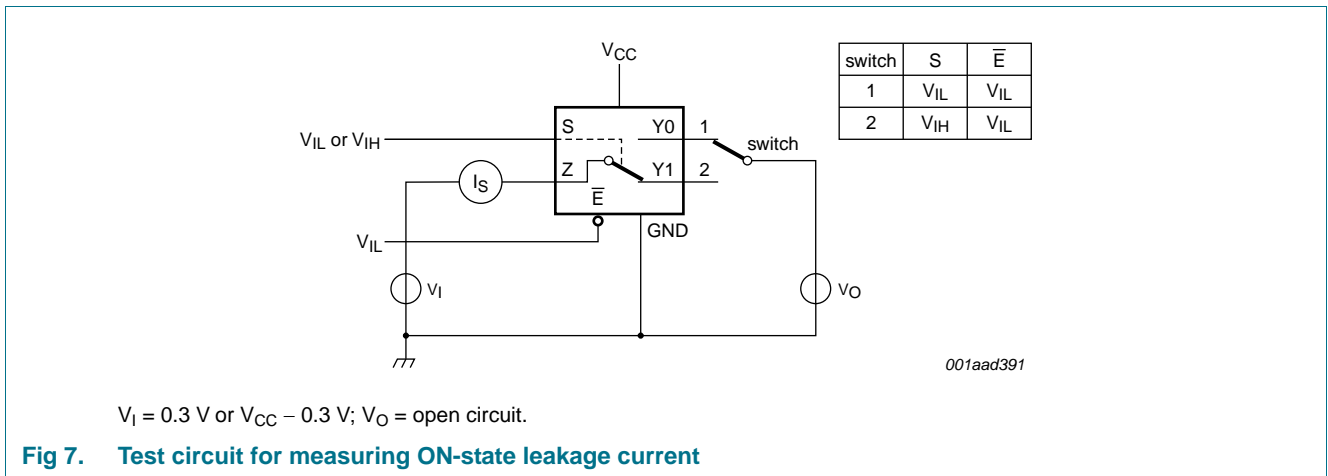 VCC
switch S E̅
1 VIL VIL
2 VIH VIL
VIL or VIH
S Y0 1
switch
Z Y1 2
IS
E̅
GND
VIL
VI
VO
001aad391
VI = 0.3 V or VCC − 0.3 V; VO = open circuit.
Fig 7. Test circuit for measuring ON-state leakage current